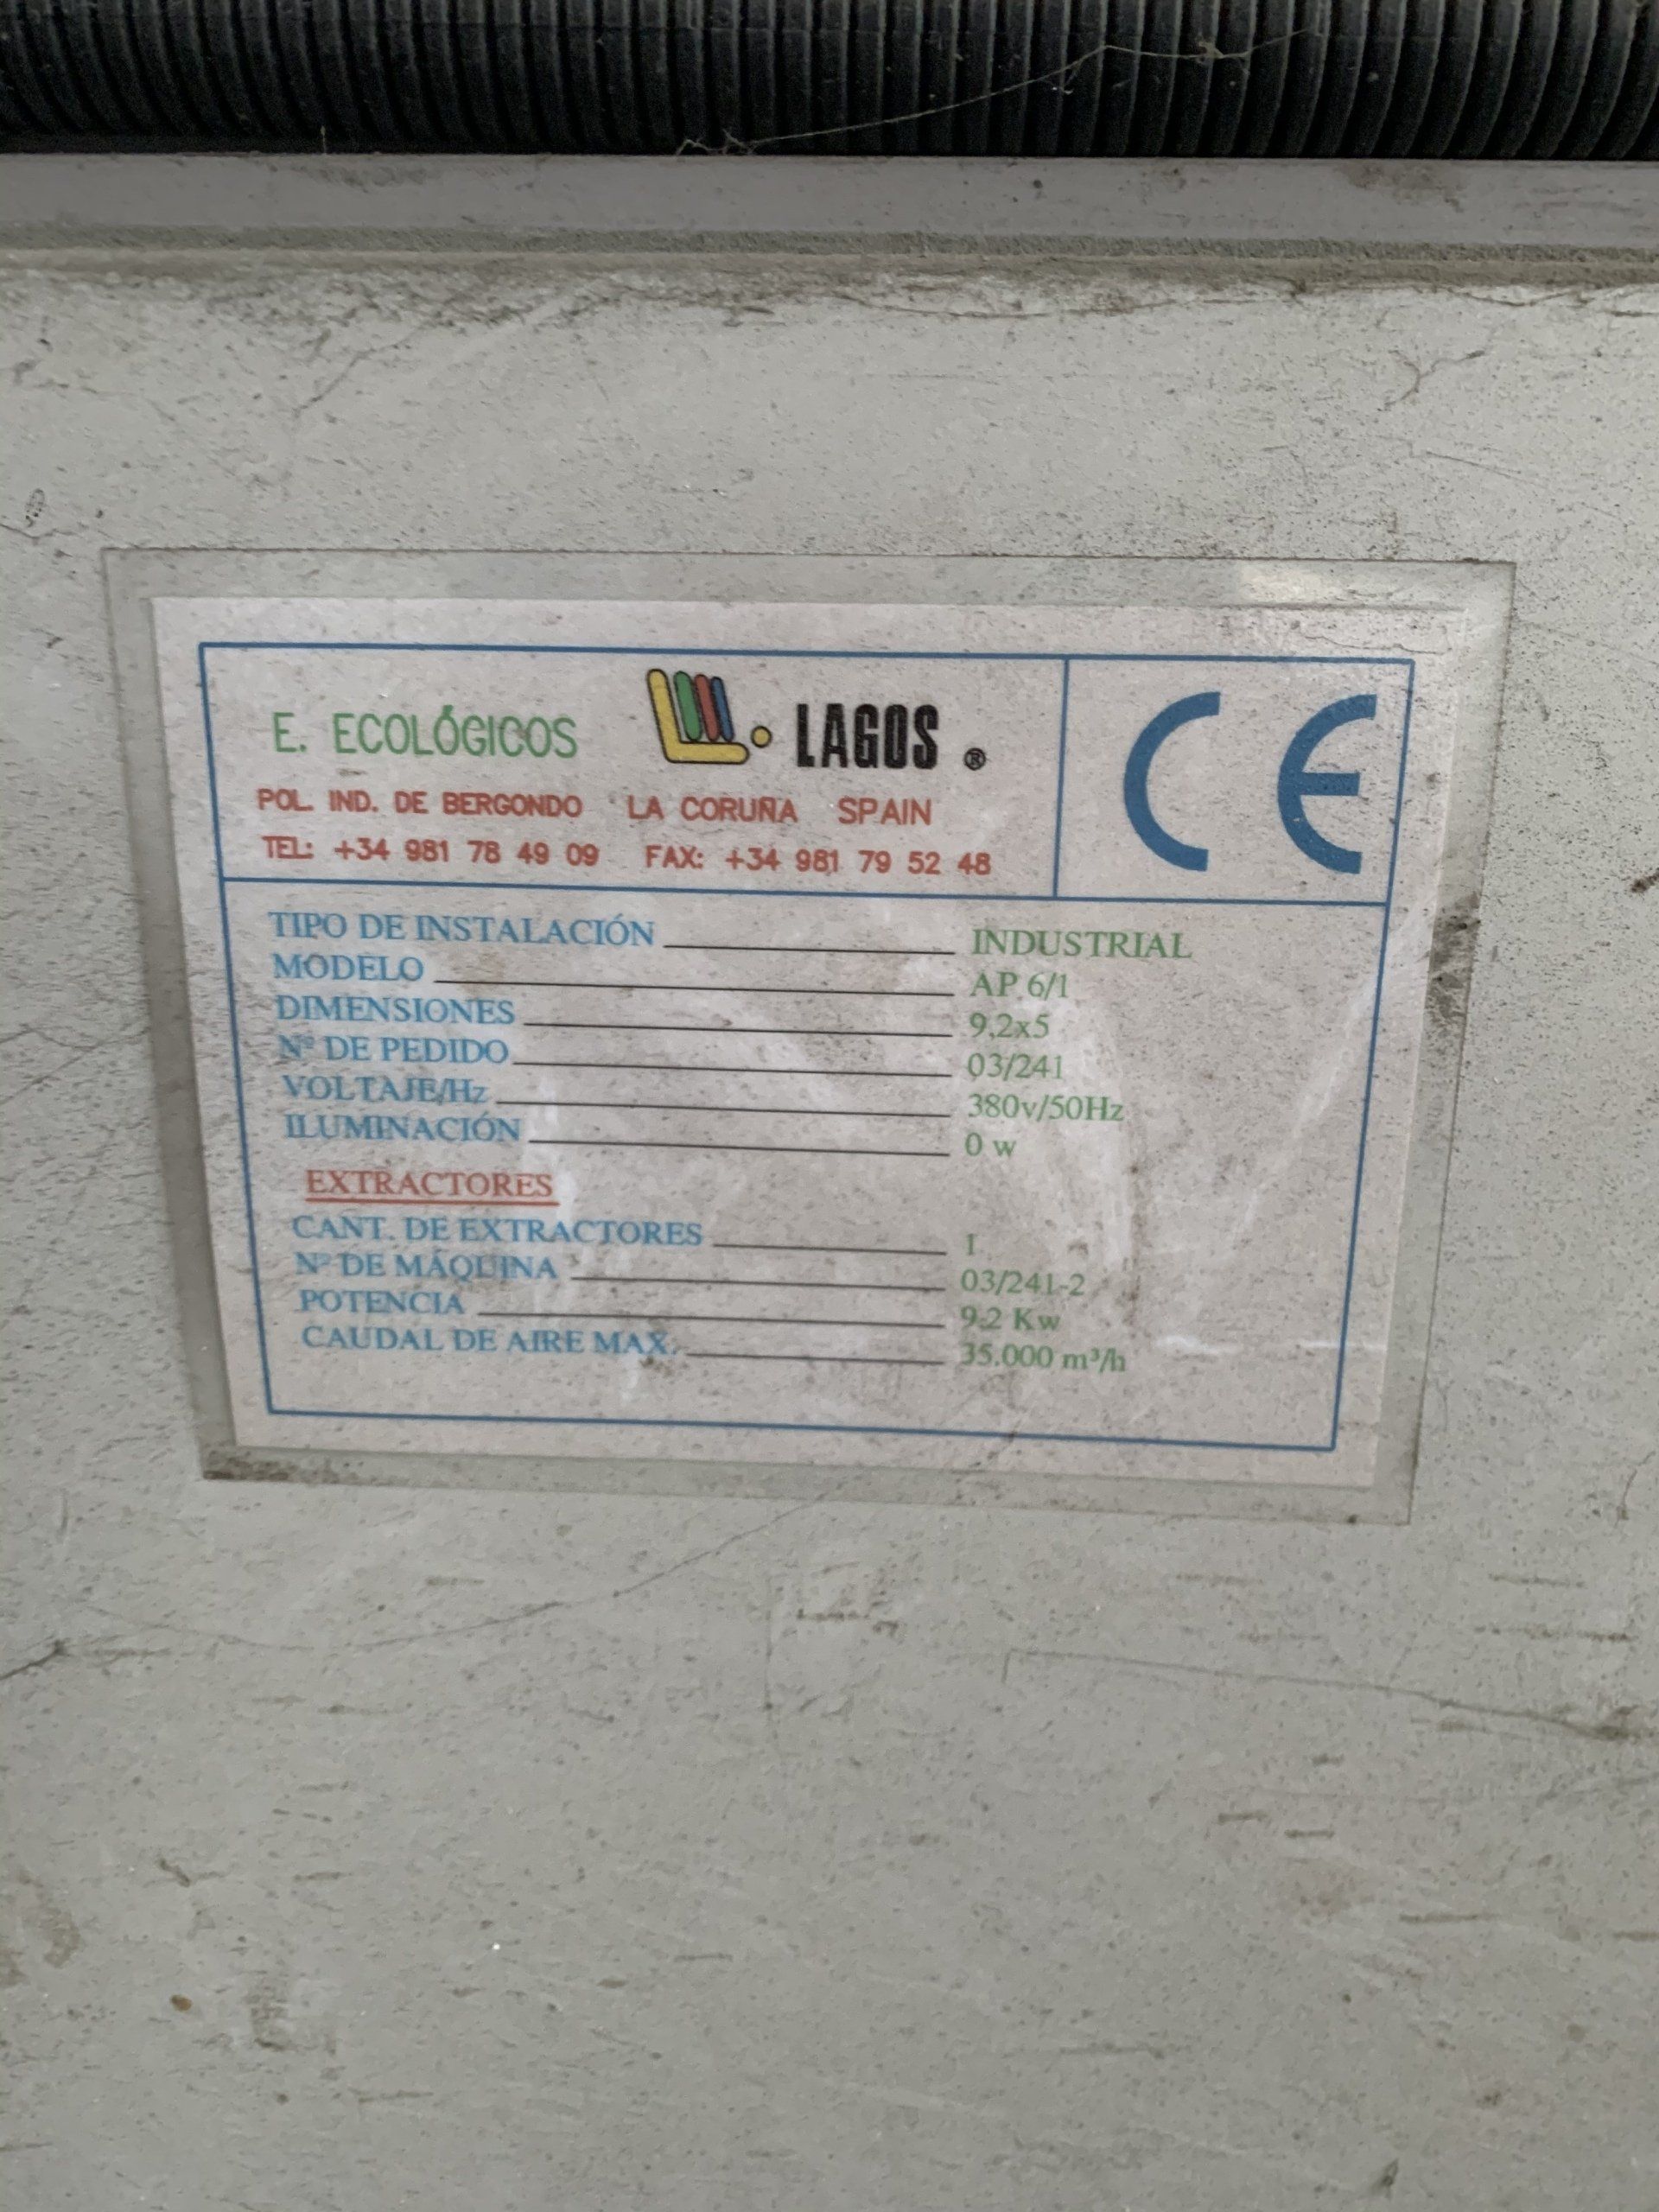 E. ECOLÓGICOS LAGOS ®
CE
POL. IND. DE BERGONDO LA CORUÑA SPAIN
TEL: +34 981 78 49 09 FAX: +34 981 79 52 48
TIPO DE INSTALACIÓN INDUSTRIAL
MODELO AP 6/1
DIMENSIONES 9,2x5
Nº DE PEDIDO 03/241
VOLTAJE/Hz 380v/50Hz
ILUMINACIÓN 0 w
EXTRACTORES
CANT. DE EXTRACTORES 1
Nº DE MÁQUINA 03/241-2
POTENCIA 9,2 Kw
CAUDAL DE AIRE MAX. 35.000 m³/h